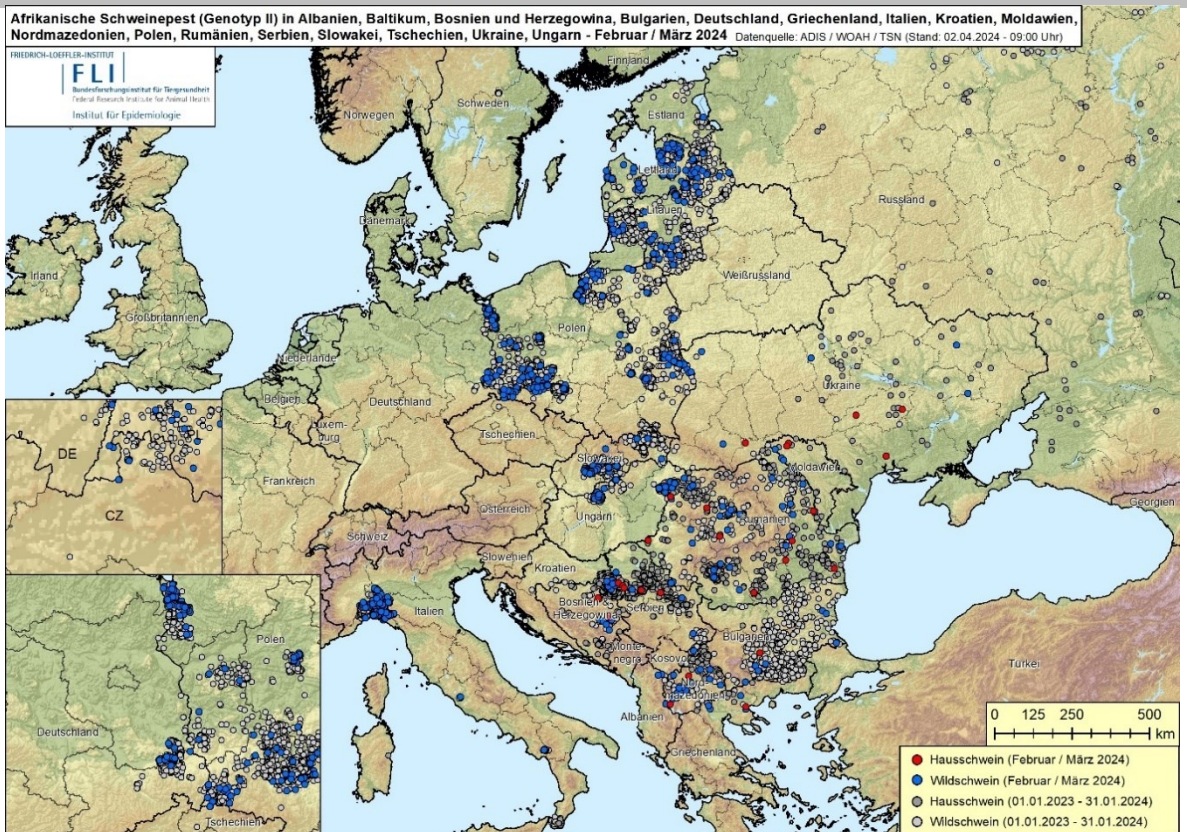 Afrikanische Schweinepest (Genotyp II) in Albanien, Baltikum, Bosnien und Herzegowina, Bulgarien, Deutschland, Griechenland, Italien, Kroatien, Moldawien,
Nordmazedonien, Polen, Rumänien, Serbien, Slowakei, Tschechien, Ukraine, Ungarn - Februar / März 2024 Datenquelle: ADIS / WOAH / TSN (Stand: 02.04.2024 - 09:00 Uhr)
FRIEDRICH-LOEFFLER-INSTITUT
FLI
Bundesforschungsinstitut für Tiergesundheit
Federal Research Institute for Animal Health
Institut für Epidemiologie
Finnland
Schweden
Norwegen
Estland
Lettland
Russland
Litauen
Dänemark
Irland
Weißrussland
Großbritannien
Polen
Niederlande
Ukraine
Belgien
Deutschland
Luxem-
burg
Tschechien
DE
Slowakei
Moldawien
Frankreich
Georgien
Österreich
Ungarn
Rumänien
CZ
Schweiz
Slowenien
Kroatien
Italien
Bosnien &
Herzegowina
Serbien
Polen
Bulgarien
Monte-
negro
Kosovo
Türkei
Nord-
mazedonien
Albanien
Deutschland
Griechenland
Tschechien
0 125 250 500
km
Hausschwein (Februar / März 2024)
Wildschwein (Februar / März 2024)
Hausschwein (01.01.2023 - 31.01.2024)
Wildschwein (01.01.2023 - 31.01.2024)